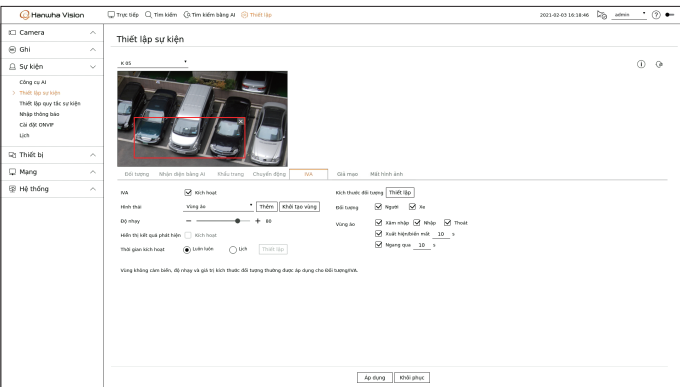 Hanwha Vision
Trực tiếp Tìm kiếm Tìm kiếm bằng AI Thiết lập
2021-02-03 16:18:46 admin
Camera
Ghi
Sự kiện
Công cụ AI
Thiết lập sự kiện
Thiết lập quy tắc sự kiện
Nhập thông báo
Cài đặt ONVIF
Lịch
Thiết bị
Mạng
Hệ thống
Thiết lập sự kiện
K 05
Đối tượng Nhận diện bằng AI Khẩu trang Chuyển động IVA Giả mạo Mất hình ảnh
IVA Kích hoạt
Hình thái Vùng ảo Thêm Khởi tạo vùng
Độ nhạy 80
Hiển thị kết quả phát hiện Kích hoạt
Thời gian kích hoạt Luôn luôn Lịch Thiết lập
Kích thước đối tượng Thiết lập
Đối tượng Người Xe
Vùng ảo Xâm nhập Nhập Thoát
Xuất hiện/biến mất 10 s
Ngang qua 10 s
Vùng không cảm biến, độ nhạy và giá trị kích thước đối tượng thường được áp dụng cho Đối tượng/IVA.
Áp dụng Khôi phục